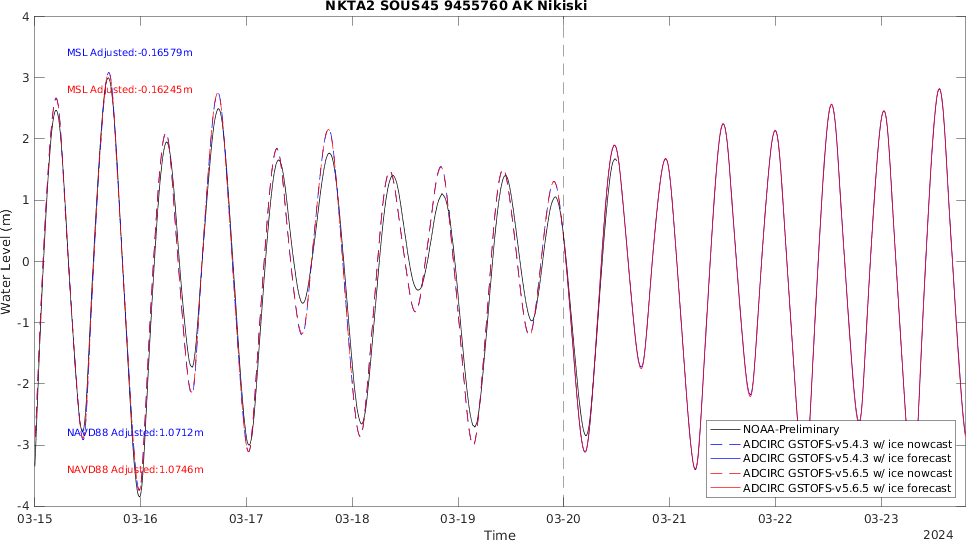 NKTA2 SOUS45 9455760 AK Nikiski
4
3
2
1
0
-1
-2
-3
-4
Water Level (m)
MSL Adjusted:-0.16579m
MSL Adjusted:-0.16245m
NAVD88 Adjusted:1.0712m
NAVD88 Adjusted:1.0746m
NOAA-Preliminary
ADCIRC GSTOFS-v5.4.3 w/ ice nowcast
ADCIRC GSTOFS-v5.4.3 w/ ice forecast
ADCIRC GSTOFS-v5.6.5 w/ ice nowcast
ADCIRC GSTOFS-v5.6.5 w/ ice forecast
03-15 03-16 03-17 03-18 03-19 03-20 03-21 03-22 03-23
Time
2024